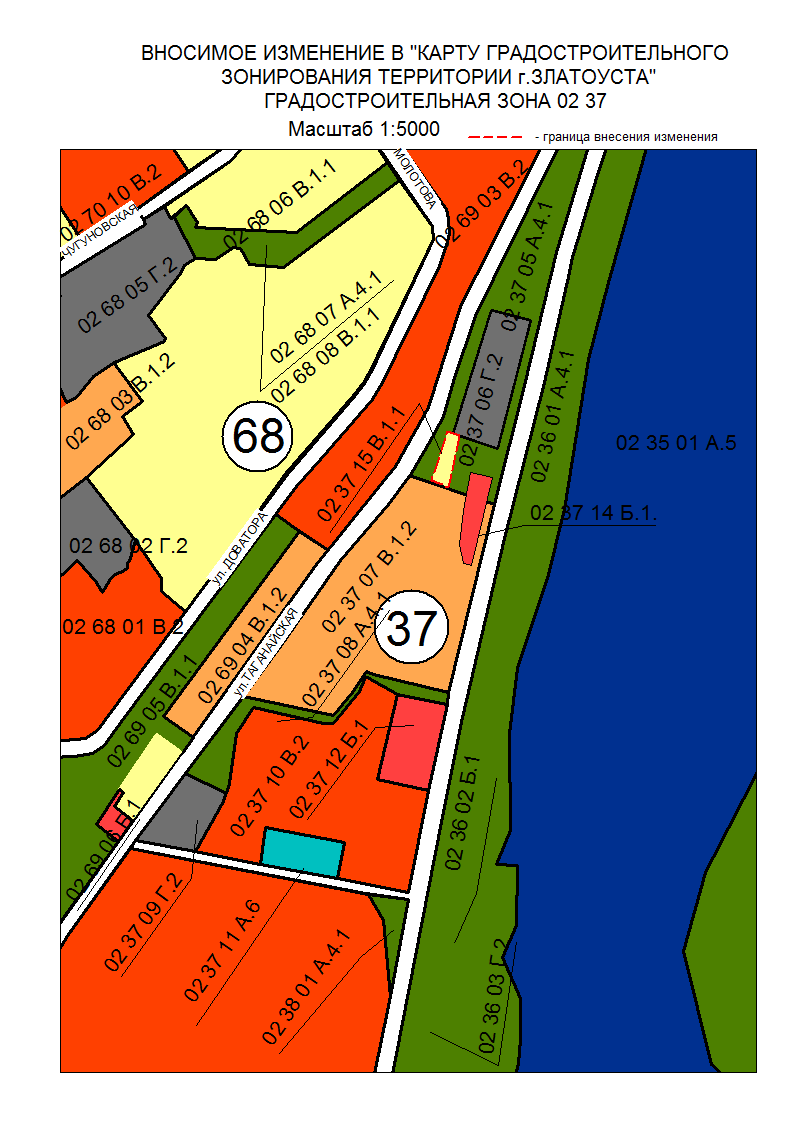 ВНОСИМОЕ ИЗМЕНЕНИЕ В "КАРТУ ГРАДОСТРОИТЕЛЬНОГО
ЗОНИРОВАНИЯ ТЕРРИТОРИИ г.ЗЛАТОУСТА"
ГРАДОСТРОИТЕЛЬНАЯ ЗОНА 02 37
Масштаб 1:5000
- граница внесения изменения
02 70 10 В.2
ЧУГУНОВСКАЯ
02 68 06 В.1.1
МОЛОТОВА
02 69 03 В.2
02 37 05 А.4.1
02 68 05 Г.2
02 68 07 А.4.1
02 68 08 В.1.1
02 68 03 В.1.2
68
02 37 15 В.1.1
02 37 06 Г.2
02 36 01 А.4.1
02 35 01 А.5
02 37 14 Б.1.
02 68 02 Г.2
ул. ДОВАТОРА
02 37 07 В.1.2
37
02 68 01 В.2
02 69 04 В.1.2
ул. ТАГАНАЙСКАЯ
02 37 08 А.4.1
02 69 05 В.1.1
02 37 10 В.2
02 37 12 Б.1
02 36 02 Б.1
02 69 06 Б.1
02 37 09 Г.2
02 37 11 А.6
02 38 01 А.4.1
02 36 03 Г.2